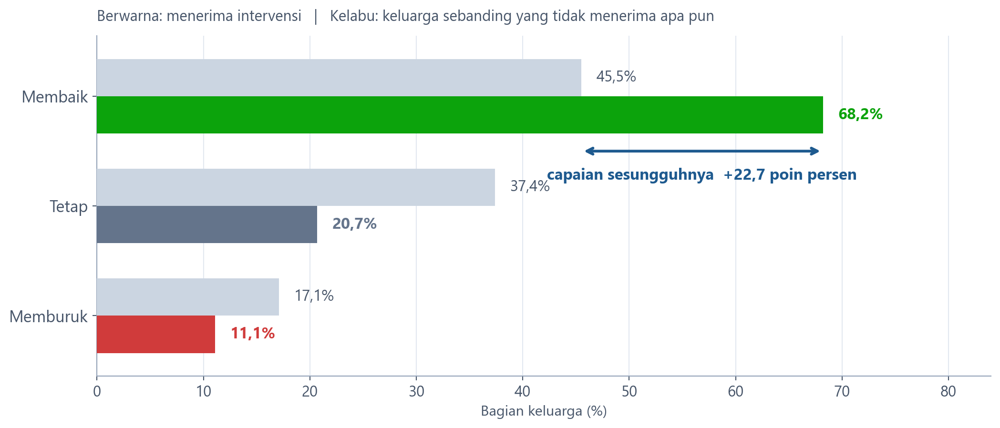 Berwarna: menerima intervensi | Kelabu: keluarga sebanding yang tidak menerima apa pun
45,5%
Membaik
68,2%
capaian sesungguhnya +22,7 poin persen
37,4%
Tetap
20,7%
17,1%
Memburuk
11,1%
0 10 20 30 40 50 60 70 80
Bagian keluarga (%)